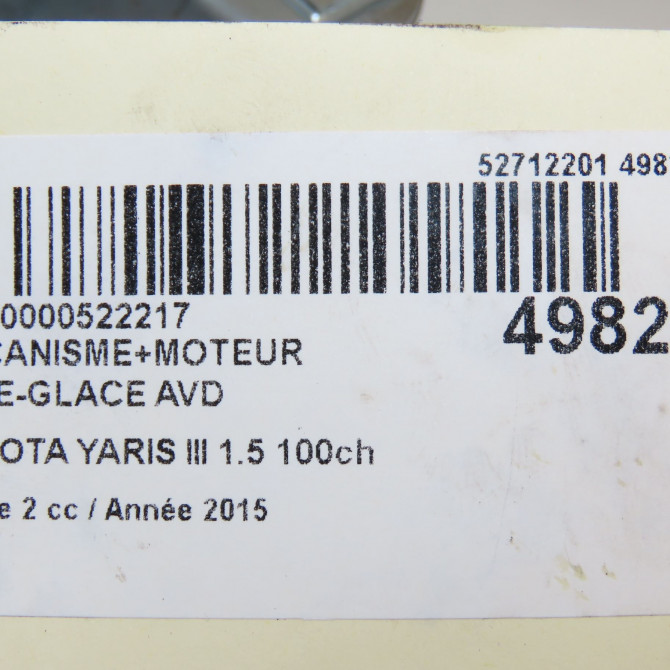 52712201 498
0000522217
4982
CANISME+MOTEUR
E-GLACE AVD
OTA YARIS III 1.5 100ch
e 2 cc / Année 2015